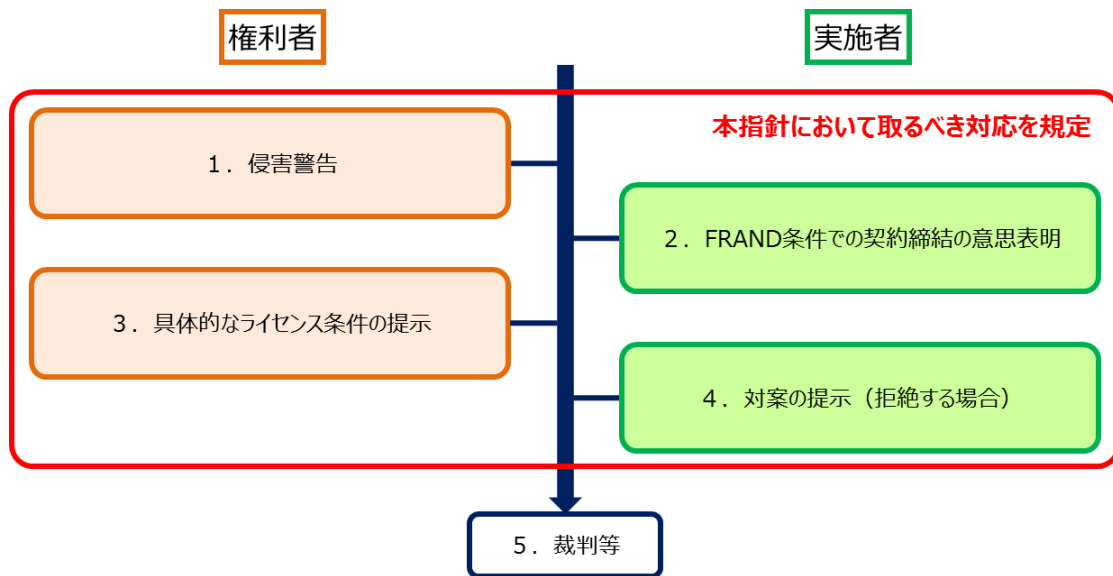 権利者
実施者
本指針において取るべき対応を規定
1．侵害警告
2．FRAND条件での契約締結の意思表明
3．具体的なライセンス条件の提示
4．対案の提示（拒絶する場合）
5．裁判等